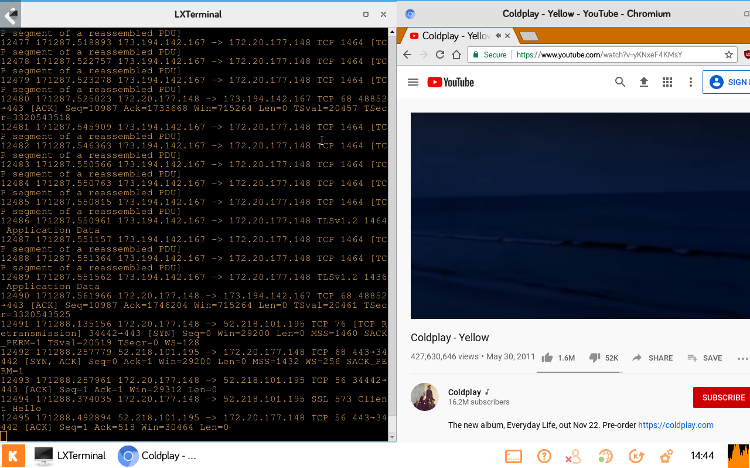 LXTerminal
P segment of a reassembled PDU]
12477 171287.518893 173.194.142.167 -> 172.20.177.148 TCP 1464 [TC
P segment of a reassembled PDU]
12478 171287.522757 173.194.142.167 -> 172.20.177.148 TCP 1464 [TC
P segment of a reassembled PDU]
12479 171287.523278 173.194.142.167 -> 172.20.177.148 TCP 1464 [TC
P segment of a reassembled PDU]
12480 171287.525023 172.20.177.148 -> 173.194.142.167 TCP 68 48852
→443 [ACK] Seq=10987 Ack=1733668 Win=715264 Len=0 TSval=20457 TSec
r=3320543518
12481 171287.545909 173.194.142.167 -> 172.20.177.148 TCP 1464 [TC
P segment of a reassembled PDU]
12482 171287.546363 173.194.142.167 -> 172.20.177.148 TCP 1464 [TC
P segment of a reassembled PDU]
12483 171287.550566 173.194.142.167 -> 172.20.177.148 TCP 1464 [TC
P segment of a reassembled PDU]
12484 171287.550763 173.194.142.167 -> 172.20.177.148 TCP 1464 [TC
P segment of a reassembled PDU]
12485 171287.550815 173.194.142.167 -> 172.20.177.148 TCP 1464 [TC
P segment of a reassembled PDU]
12486 171287.550961 173.194.142.167 -> 172.20.177.148 TLSv1.2 1464
Application Data
12487 171287.551157 173.194.142.167 -> 172.20.177.148 TCP 1464 [TC
P segment of a reassembled PDU]
12488 171287.551364 173.194.142.167 -> 172.20.177.148 TCP 1464 [TC
P segment of a reassembled PDU]
12489 171287.551562 173.194.142.167 -> 172.20.177.148 TLSv1.2 1436
Application Data
12490 171287.561966 172.20.177.148 -> 173.194.142.167 TCP 68 48852
→443 [ACK] Seq=10987 Ack=1746204 Win=715264 Len=0 TSval=20461 TSec
r=3320543525
12491 171288.135156 172.20.177.148 -> 52.218.101.195 TCP 76 [TCP R
etransmission] 34442→443 [SYN] Seq=0 Win=29200 Len=0 MSS=1460 SACK
_PERM=1 TSval=20519 TSecr=0 WS=128
12492 171288.257779 52.218.101.195 -> 172.20.177.148 TCP 68 443→34
442 [SYN, ACK] Seq=0 Ack=1 Win=29200 Len=0 MSS=1432 WS=256 SACK_PE
RM=1
12493 171288.257961 172.20.177.148 -> 52.218.101.195 TCP 56 34442→
443 [ACK] Seq=1 Ack=1 Win=29312 Len=0
12494 171288.374035 172.20.177.148 -> 52.218.101.195 SSL 573 Clien
t Hello
12495 171288.492894 52.218.101.195 -> 172.20.177.148 TCP 56 443→34
442 [ACK] Seq=1 Ack=518 Win=30464 Len=0
Coldplay - Yellow - YouTube - Chromium
Coldplay - Yellow
Secure https://www.youtube.com/watch?v=yKNxeF4KMsY
YouTube
SIGN
Coldplay - Yellow
427,630,646 views • May 30, 2011
1.6M
52K
SHARE
SAVE
Coldplay
16.2M subscribers
SUBSCRIBE
The new album, Everyday Life, out Nov 22. Pre-order https://coldplay.com
K
LXTerminal
Coldplay - ...
14:44